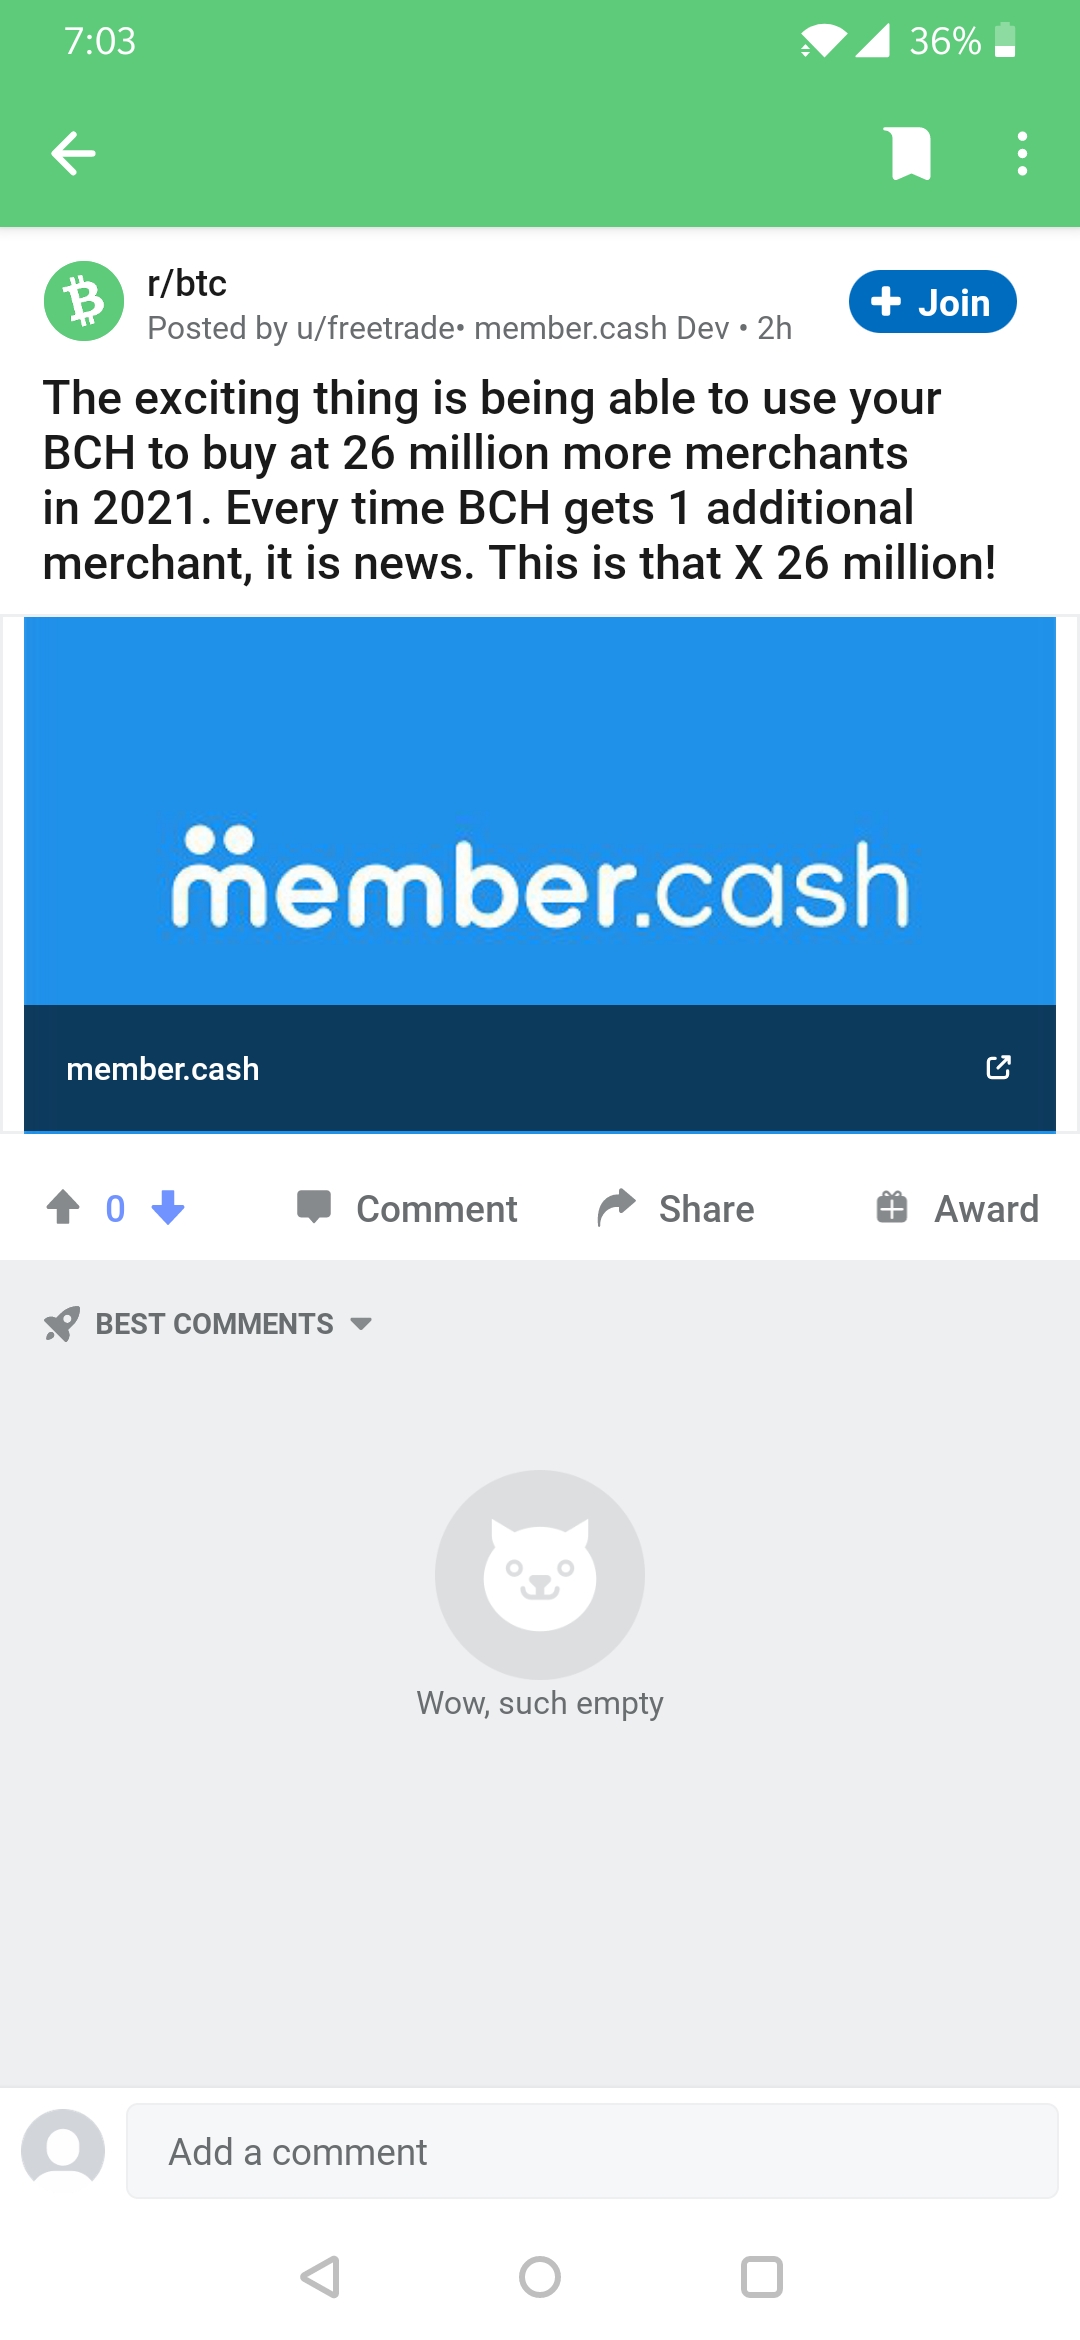 7:03
36%
r/btc
Join
Posted by u/freetrade• member.cash Dev • 2h
The exciting thing is being able to use your
BCH to buy at 26 million more merchants
in 2021. Every time BCH gets 1 additional
merchant, it is news. This is that X 26 million!
member.cash
member.cash
0
Comment
Share
Award
BEST COMMENTS
Wow, such empty
Add a comment